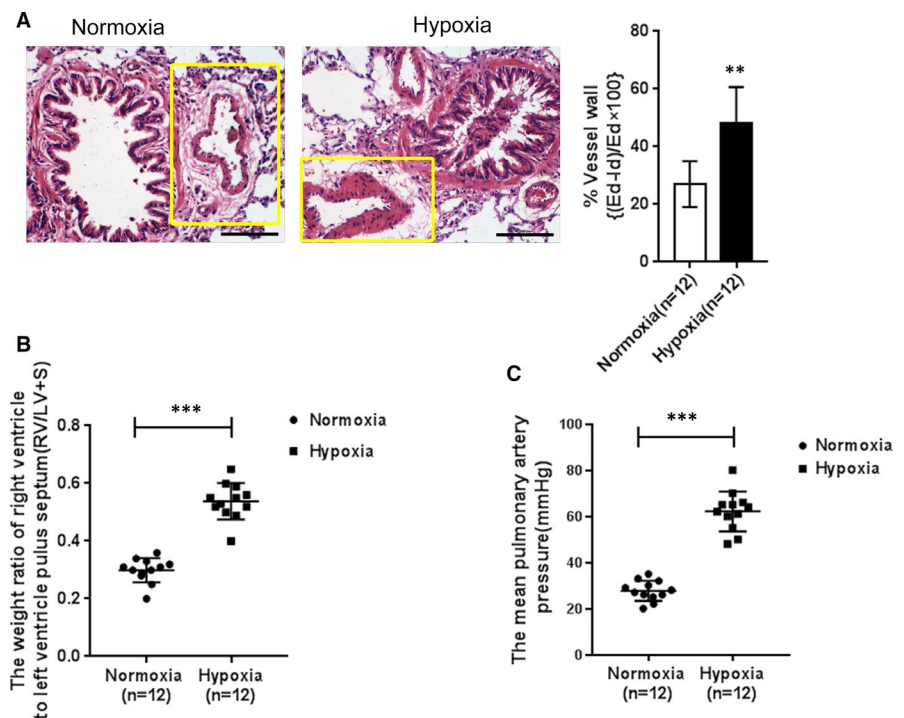 A
Normoxia
Hypoxia
% Vessel wall
{(Ed-Id)/Ed×100}
80
60
40
20
0
**
Normoxia(n=12)
Hypoxia(n=12)
B
The weight ratio of right ventricle
to left ventricle pulus septum(RV/LV+S)
0.8
0.6
0.4
0.2
0.0
***
Normoxia
Hypoxia
Normoxia
(n=12)
Hypoxia
(n=12)
C
The mean pulmonary artery
pressure(mmHg)
100
80
60
40
20
0
***
Normoxia
Hypoxia
Normoxia
(n=12)
Hypoxia
(n=12)